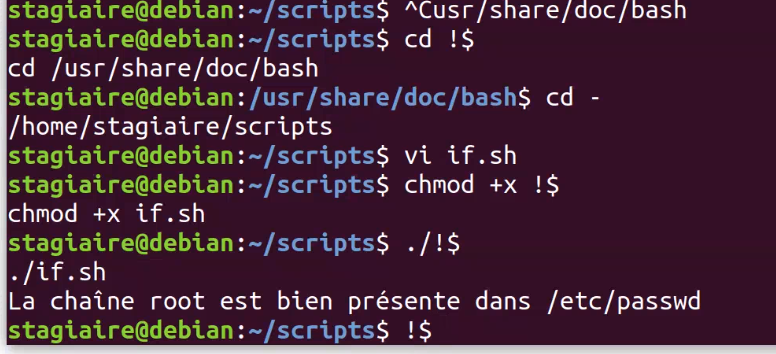 stagiaire@debian:~/scripts$ ^Cusr/share/doc/bash
stagiaire@debian:~/scripts$ cd !$
cd /usr/share/doc/bash
stagiaire@debian:/usr/share/doc/bash$ cd -
/home/stagiaire/scripts
stagiaire@debian:~/scripts$ vi if.sh
stagiaire@debian:~/scripts$ chmod +x !$
chmod +x if.sh
stagiaire@debian:~/scripts$ ./!$
./if.sh
La chaîne root est bien présente dans /etc/passwd
stagiaire@debian:~/scripts$ !$